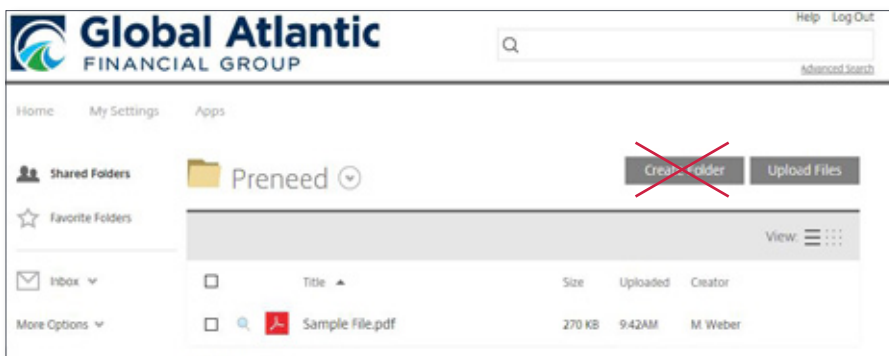 Global Atlantic
FINANCIAL GROUP
Help Log Out
Advanced Search
Home My Settings Apps
Shared Folders
Favorite Folders
Inbox
More Options
Preneed
Create Folder Upload Files
View:
Title Size Uploaded Creator
Sample File.pdf 270 KB 9:42AM M Weber